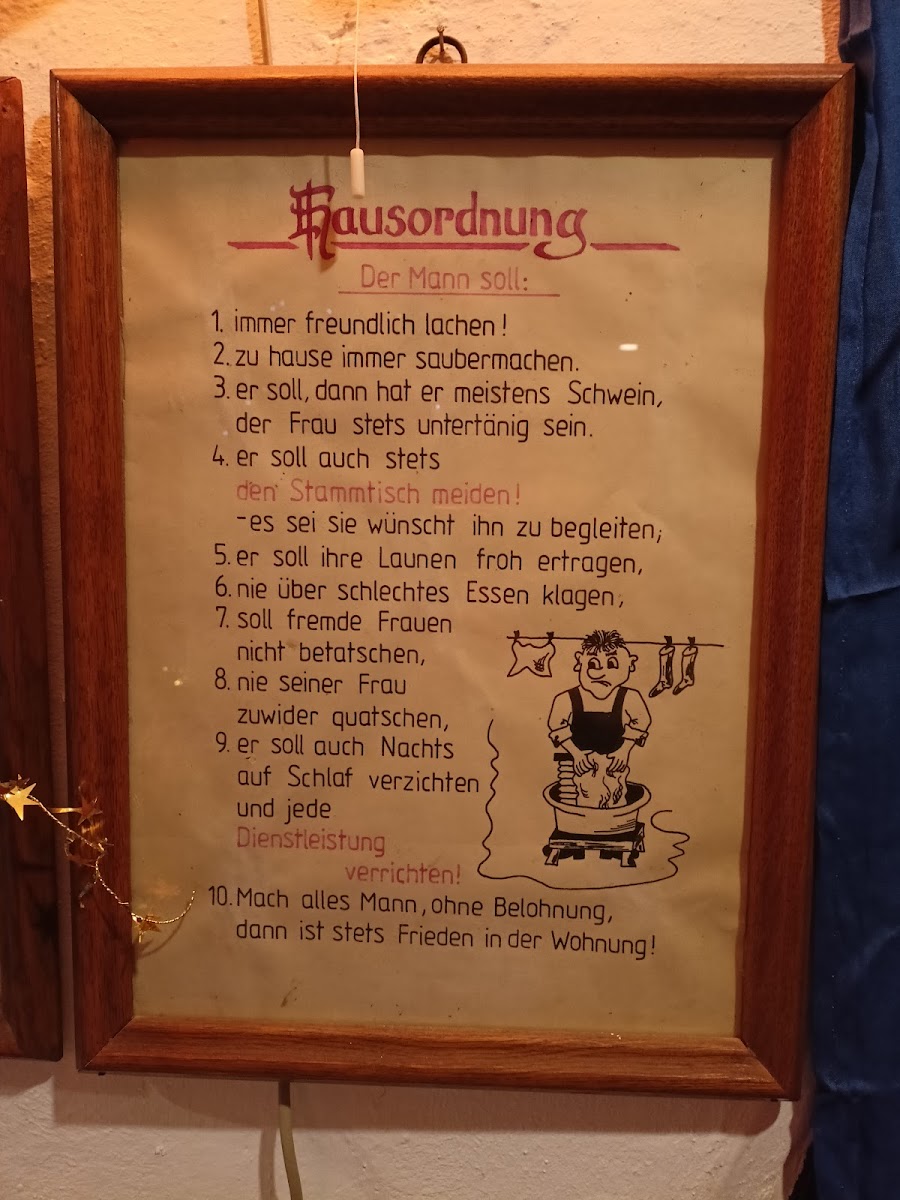 Hausordnung
Der Mann soll:
1. immer freundlich lachen!
2. zu hause immer saubermachen.
3. er soll, dann hat er meistens Schwein,
der Frau stets untertänig sein.
4. er soll auch stets
den Stammtisch meiden!
-es sei sie wünscht ihn zu begleiten;
5. er soll ihre Launen froh ertragen,
6. nie über schlechtes Essen klagen,
7. soll fremde Frauen
nicht betatschen,
8. nie seiner Frau
zuwider quatschen,
9. er soll auch Nachts
auf Schlaf verzichten
und jede
Dienstleistung
verrichten!
10. Mach alles Mann, ohne Belohnung,
dann ist stets Frieden in der Wohnung!